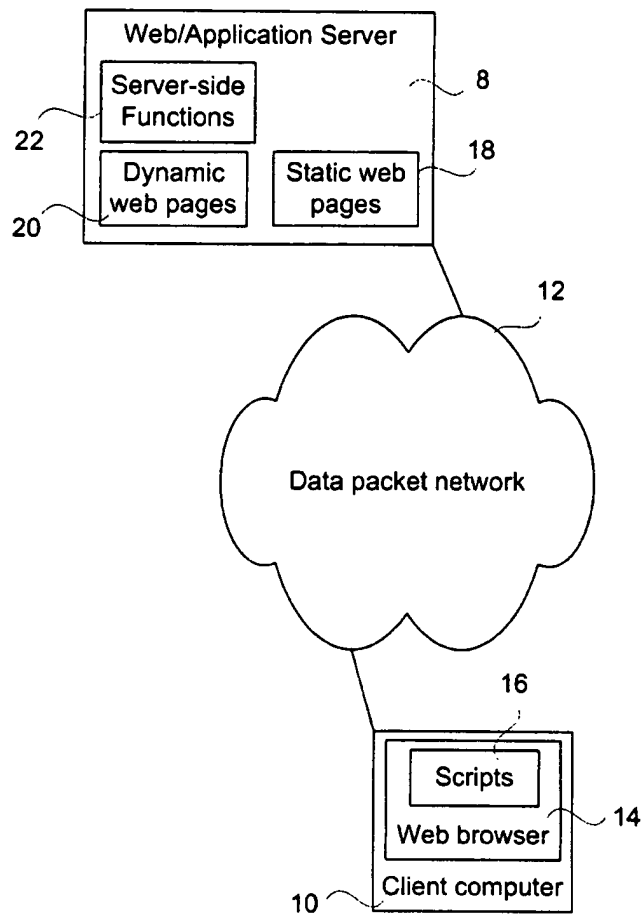 Web/Application Server
Server-side
Functions
8
22
18
Dynamic
web pages
Static web
pages
20
12
Data packet network
16
Scripts
14
Web browser
10
Client computer